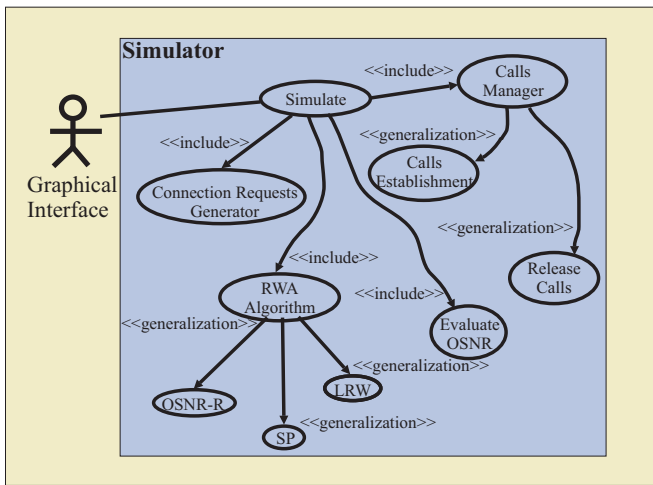 Simulator
<<include>>
Calls
Manager
Simulate
<<include>>
<<generalization>>
Calls
Establishment
Graphical
Interface
Connection Requests
Generator
<<generalization>>
<<include>>
Release
Calls
RWA
Algorithm
<<include>>
<<generalization>>
Evaluate
OSNR
<<generalization>>
LRW
OSNR-R
<<generalization>>
SP